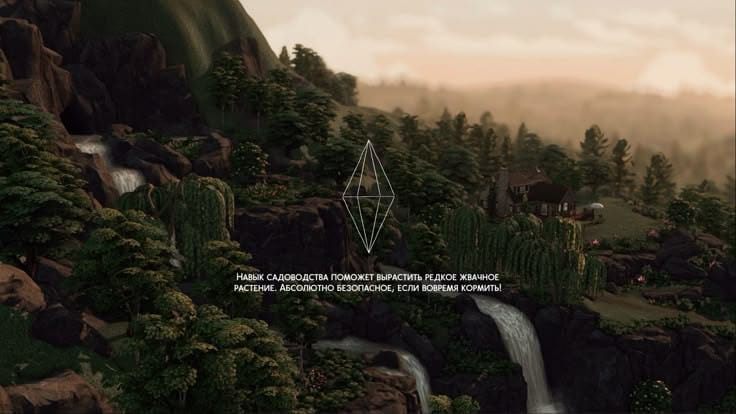 Навык садоводства поможет вырастить редкое жвачное
растение. Абсолютно безопасное, если вовремя кормить!